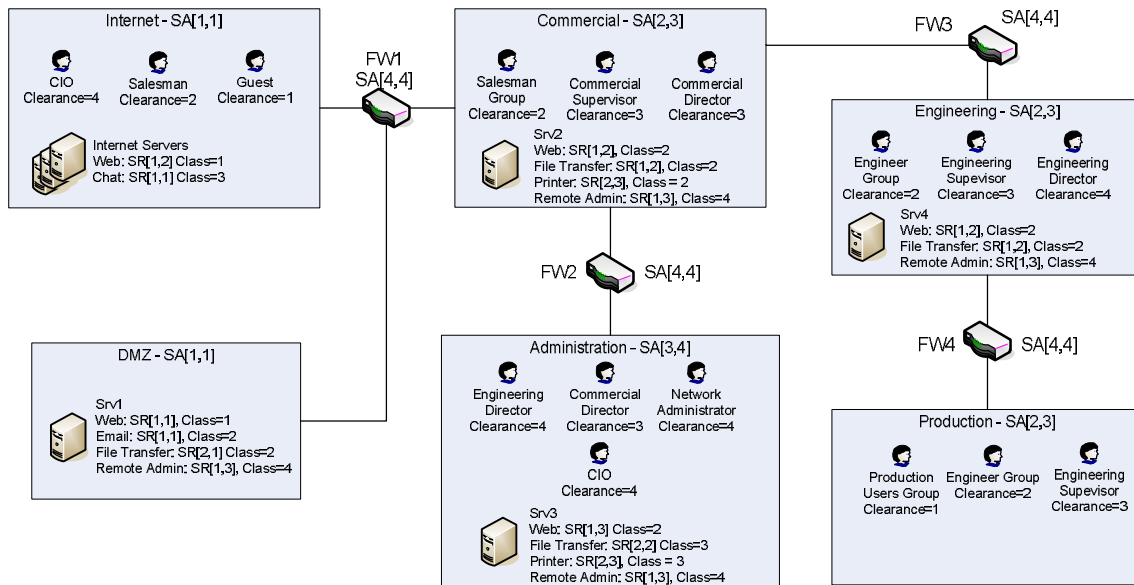 Internet - SA[1,1]
CIO
Clearance=4
Salesman
Clearance=2
Guest
Clearance=1
Internet Servers
Web: SR[1,2] Class=1
Chat: SR[1,1] Class=3
FW1
SA[4,4]
Commercial - SA[2,3]
Salesman
Group
Clearance=2
Commercial
Supervisor
Clearance=3
Commercial
Director
Clearance=3
Srv2
Web: SR[1,2], Class=2
File Transfer: SR[1,2], Class=2
Printer: SR[2,3], Class = 2
Remote Admin: SR[1,3], Class=4
FW3
SA[4,4]
Engineering - SA[2,3]
Engineer
Group
Clearance=2
Engineering
Supevisor
Clearance=3
Engineering
Director
Clearance=4
Srv4
Web: SR[1,2], Class=2
File Transfer: SR[1,2], Class=2
Remote Admin: SR[1,3], Class=4
FW2
SA[4,4]
FW4
SA[4,4]
DMZ - SA[1,1]
Srv1
Web: SR[1,1], Class=1
Email: SR[1,1], Class=2
File Transfer: SR[2,1] Class=2
Remote Admin: SR[1,3], Class=4
Administration - SA[3,4]
Engineering
Director
Clearance=4
Commercial
Director
Clearance=3
Network
Administrator
Clearance=4
CIO
Clearance=4
Srv3
Web: SR[1,3] Class=2
File Transfer: SR[2,2] Class=3
Printer: SR[2,3], Class = 3
Remote Admin: SR[1,3], Class=4
Production - SA[2,3]
Production
Users Group
Clearance=1
Engineer Group
Clearance=2
Engineering
Supevisor
Clearance=3